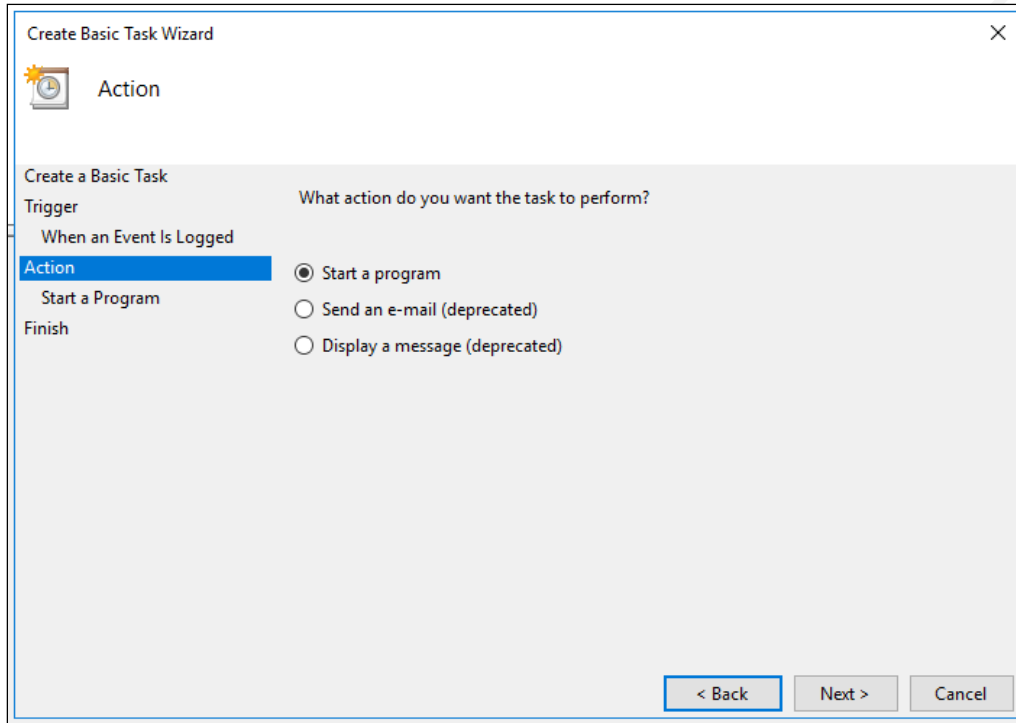 Create Basic Task Wizard
Action
Create a Basic Task
Trigger
When an Event Is Logged
Action
Start a Program
Finish
What action do you want the task to perform?
Start a program
Send an e-mail (deprecated)
Display a message (deprecated)
< Back
Next >
Cancel